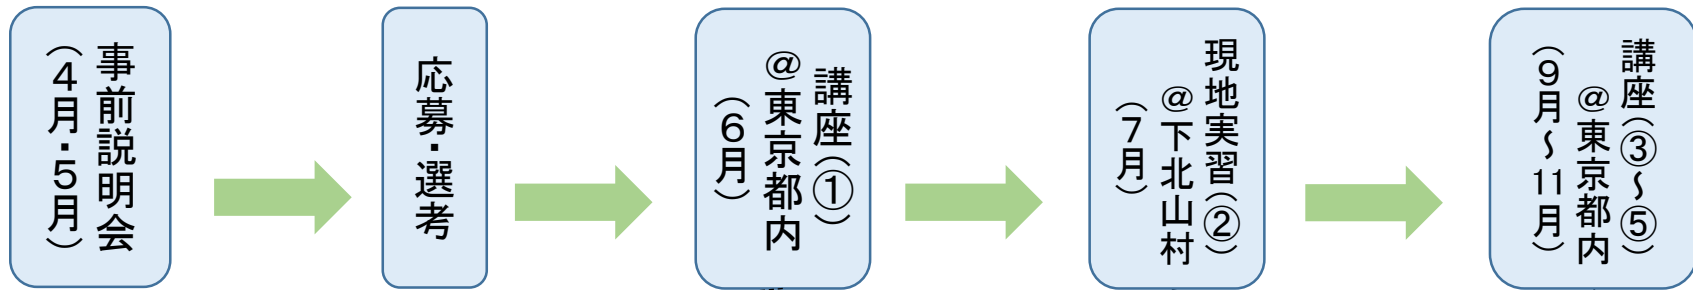 事前説明会
（４月・５月）
応募・選考
講座（①）
＠東京都内
（６月）
現地実習（②）
＠下北山村
（７月）
講座（③～⑤）
＠東京都内
（９月～11月）